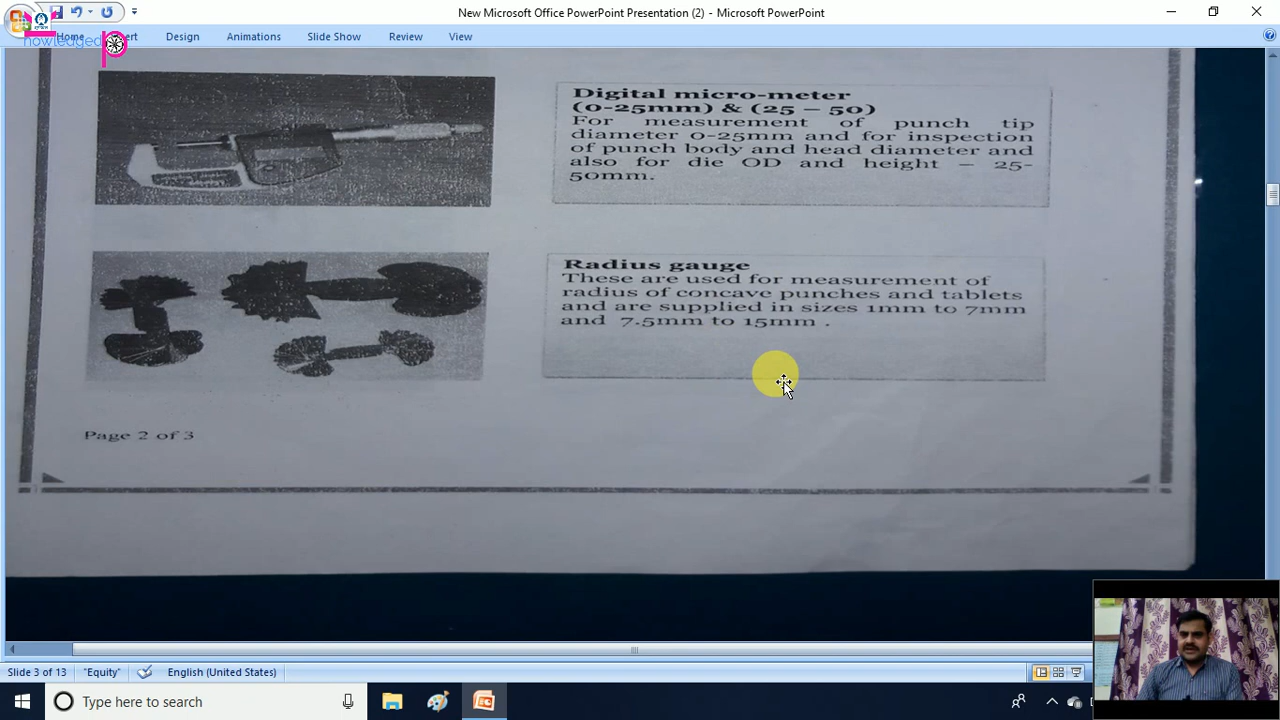 New Microsoft Office PowerPoint Presentation (2) - Microsoft PowerPoint
Home
Design
Animations
Slide Show
Review
View
nowledged
Digital micro-meter
(0-25mm) & (25 – 50)
For measurement of punch tip
diameter 0-25mm and for inspection
of punch body and head diameter and
also for die OD and height – 25-
50mm.
Radius gauge
These are used for measurement of
radius of concave punches and tablets
and are supplied in sizes 1mm to 7mm
and 7.5mm to 15mm .
Page 2 of 3
Slide 3 of 13
"Equity"
English (United States)
Type here to search